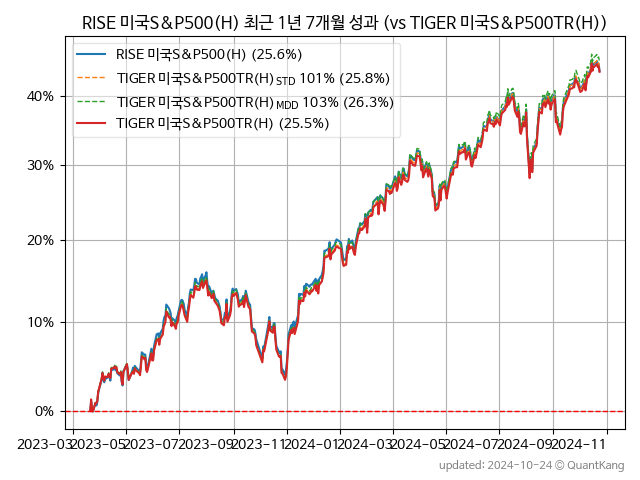 RISE 미국S&P500(H) 최근 1년 7개월 성과 (vs TIGER 미국S&P500TR(H))
RISE 미국S&P500(H) (25.6%)
TIGER 미국S&P500TR(H) STD 101% (25.8%)
TIGER 미국S&P500TR(H) MDD 103% (26.3%)
TIGER 미국S&P500TR(H) (25.5%)
40%
30%
20%
10%
0%
2023-03 2023-05 2023-07 2023-09 2023-11 2024-01 2024-03 2024-05 2024-07 2024-09 2024-11
updated: 2024-10-24 © QuantKang